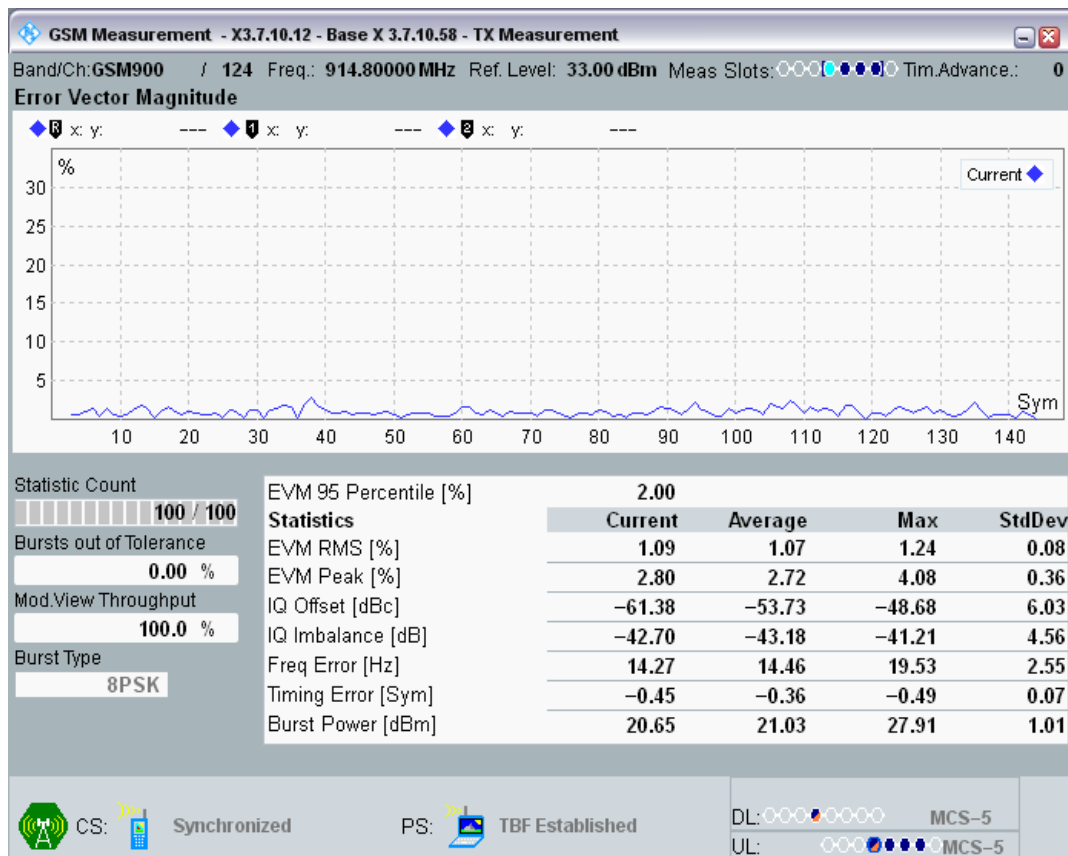 GSM Measurement - X3.7.10.12 - Base X 3.7.10.58 - TX Measurement
Band/Ch:GSM900 / 124 Freq.: 914.80000 MHz Ref. Level: 33.00 dBm Meas Slots: Tim.Advance.: 0
Error Vector Magnitude
R x: y: --- 1 x: y: --- 2 x: y: ---
%
Current
30
25
20
15
10
5
Sym
10 20 30 40 50 60 70 80 90 100 110 120 130 140
Statistic Count
100 / 100
Bursts out of Tolerance
0.00 %
Mod.View Throughput
100.0 %
Burst Type
8PSK
EVM 95 Percentile [%] 2.00
Statistics Current Average Max StdDev
EVM RMS [%] 1.09 1.07 1.24 0.08
EVM Peak [%] 2.80 2.72 4.08 0.36
IQ Offset [dBc] −61.38 −53.73 −48.68 6.03
IQ Imbalance [dB] −42.70 −43.18 −41.21 4.56
Freq Error [Hz] 14.27 14.46 19.53 2.55
Timing Error [Sym] −0.45 −0.36 −0.49 0.07
Burst Power [dBm] 20.65 21.03 27.91 1.01
CS: Synchronized PS: TBF Established
DL: MCS−5
UL: MCS−5